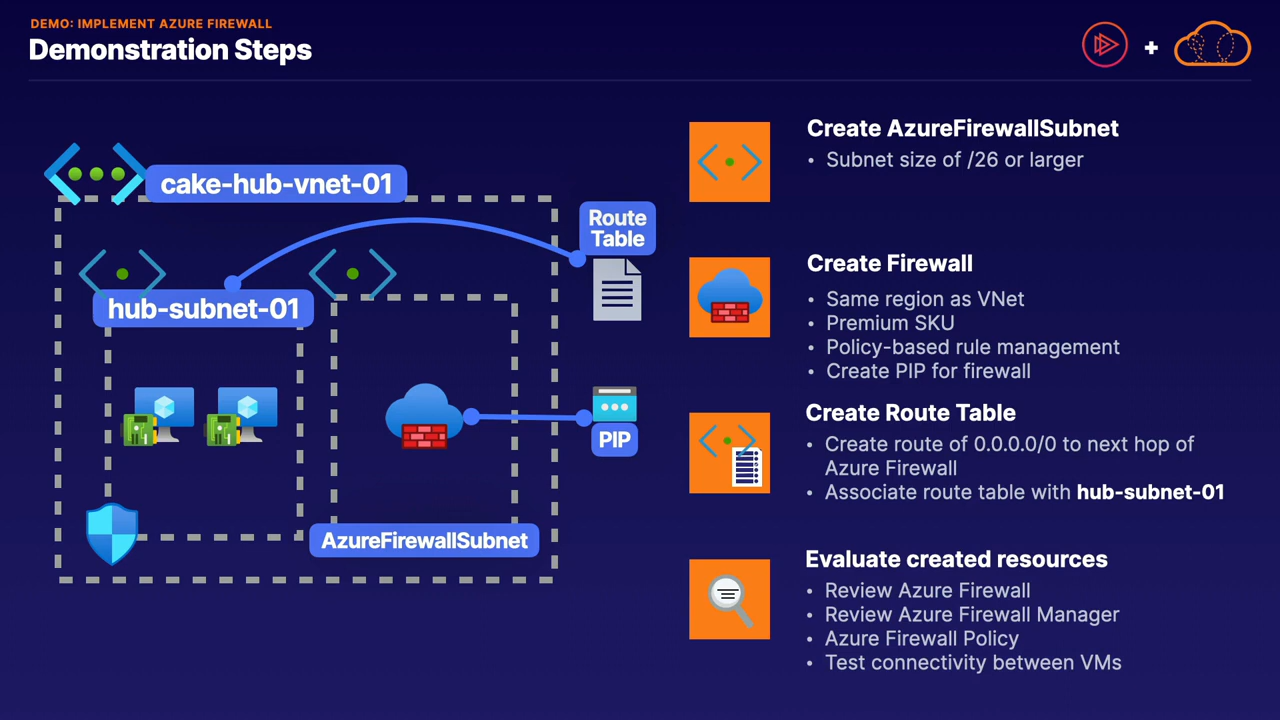 DEMO: IMPLEMENT AZURE FIREWALL
Demonstration Steps
+
cake-hub-vnet-01
Route
Table
hub-subnet-01
PIP
AzureFirewallSubnet
Create AzureFirewallSubnet
• Subnet size of /26 or larger
Create Firewall
• Same region as VNet
• Premium SKU
• Policy-based rule management
• Create PIP for firewall
Create Route Table
• Create route of 0.0.0.0/0 to next hop of
Azure Firewall
• Associate route table with hub-subnet-01
Evaluate created resources
• Review Azure Firewall
• Review Azure Firewall Manager
• Azure Firewall Policy
• Test connectivity between VMs